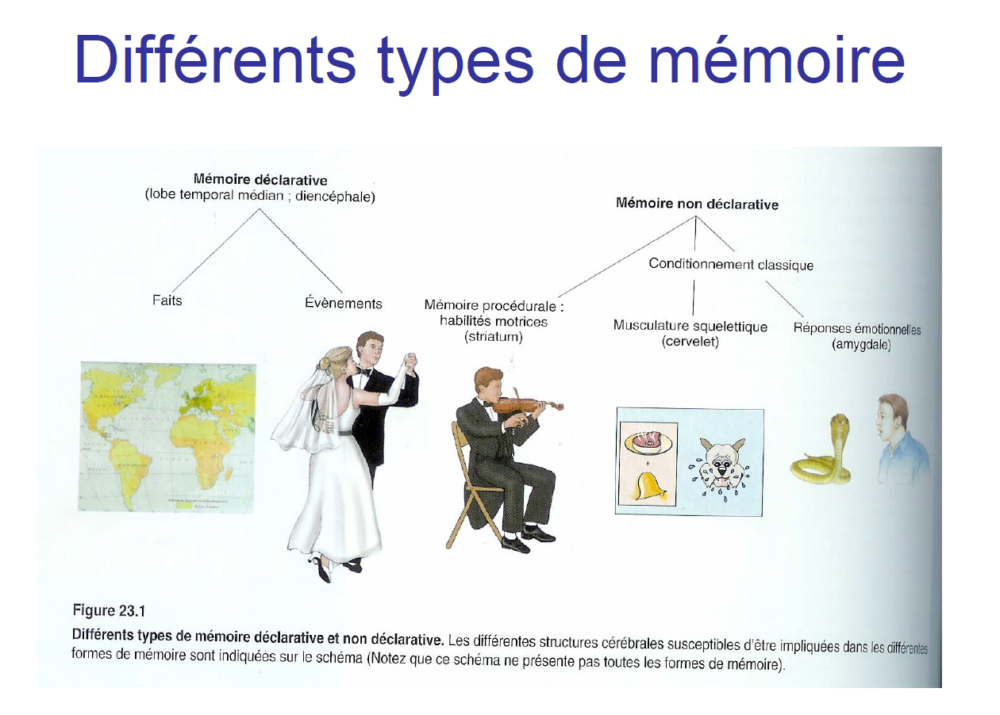 Différents types de mémoire
Mémoire déclarative
(lobe temporal médian ; diencéphale)
Mémoire non déclarative
Conditionnement classique
Faits
Évènements
Mémoire procédurale :
habilités motrices
(striatum)
Musculature squelettique
(cervelet)
Réponses émotionnelles
(amygdale)
Figure 23.1
Différents types de mémoire déclarative et non déclarative. Les différentes structures cérébrales susceptibles d'être impliquées dans les différentes
formes de mémoire sont indiquées sur le schéma (Notez que ce schéma ne présente pas toutes les formes de mémoire).